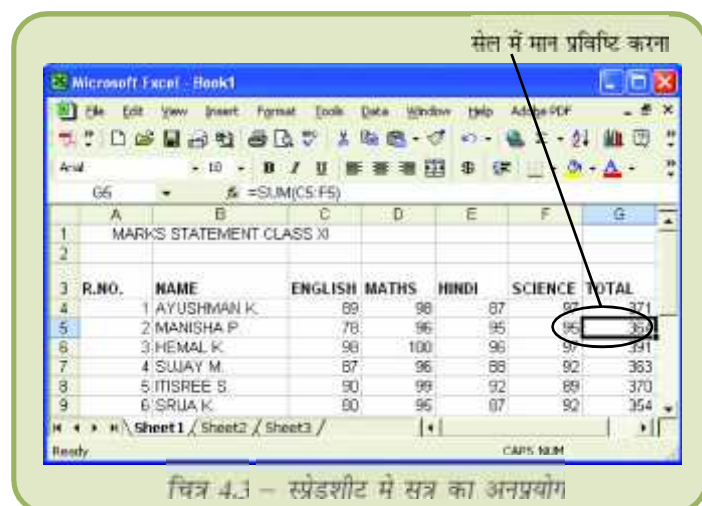 सेल में मान प्रविष्टि करना
Microsoft Excel - Book1
File Edit View Insert Format Tools Data Window Help Adobe PDF
Arial 10 B I U $
G5 fx =SUM(C5:F5)
A B C D E F G
1 MARKS STATEMENT CLASS XI
2
3 R.NO. NAME ENGLISH MATHS HINDI SCIENCE TOTAL
4 1 AYUSHMAN K. 89 98 87 97 371
5 2 MANISHA P. 78 96 95 95 364
6 3 HEMAL K. 98 100 96 97 391
7 4 SUJAY M. 87 96 88 92 363
8 5 ITISREE S. 90 99 92 89 370
9 6 SRIJA K. 80 95 87 92 354
Sheet1 / Sheet2 / Sheet3 /
Ready CAPS NUM
चित्र 4.3 – स्प्रेडशीट में सूत्र का अनुप्रयोग